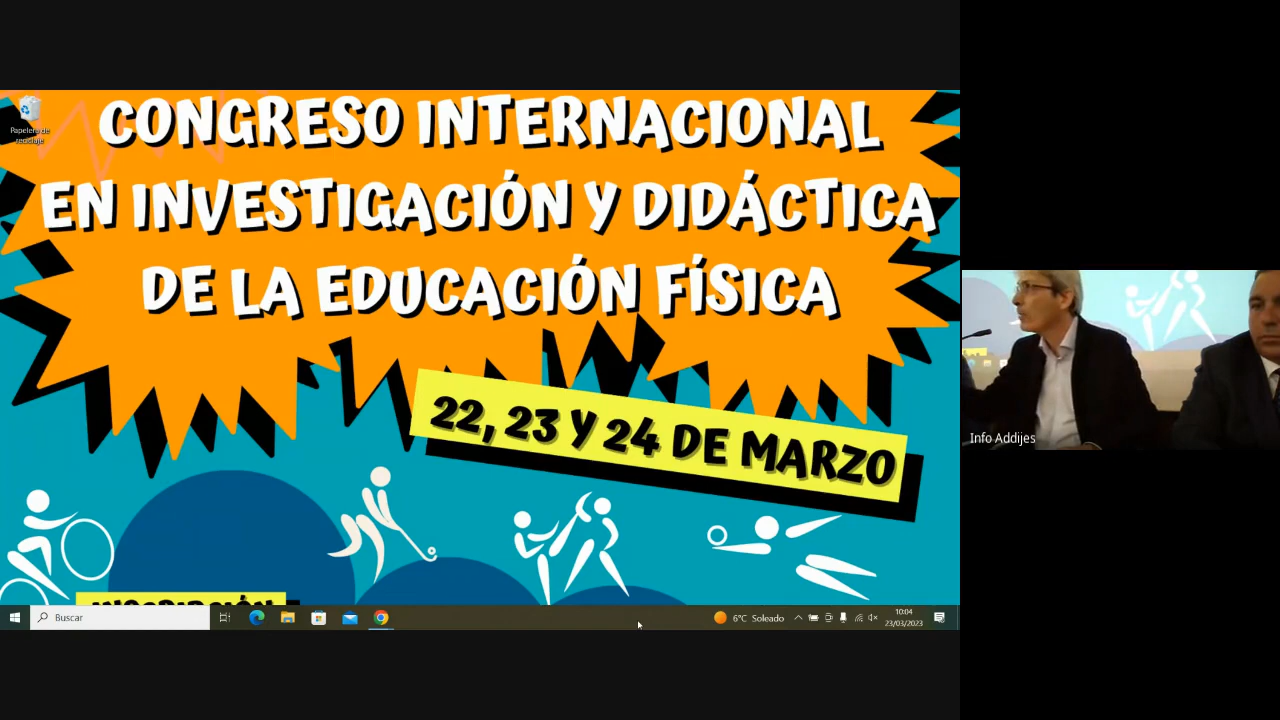 Papelera de
reciclaje
CONGRESO INTERNACIONAL
EN INVESTIGACIÓN Y DIDÁCTICA
DE LA EDUCACIÓN FÍSICA
22, 23 Y 24 DE MARZO
INSCRIPCIÓN
Buscar
6°C Soleado
10:04
23/03/2023
Info Addijes